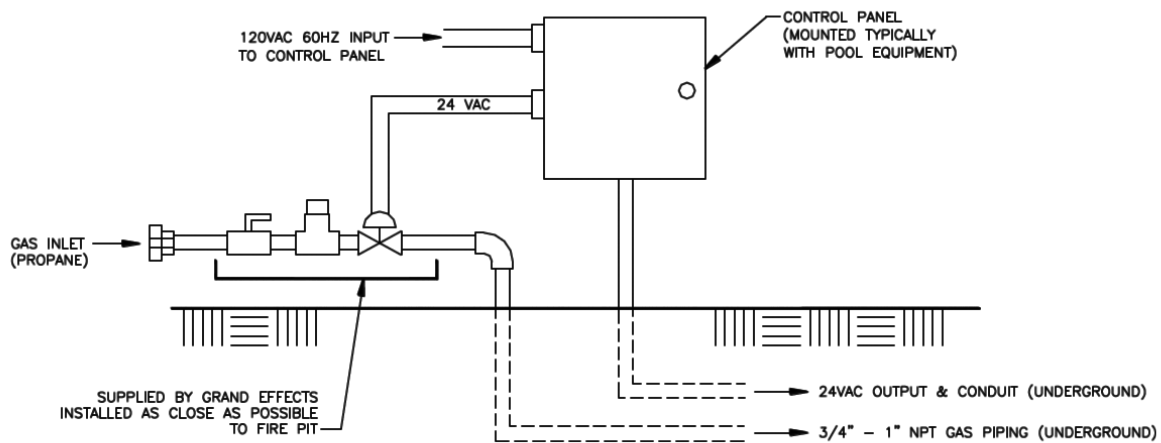 120VAC 60HZ INPUT
TO CONTROL PANEL
CONTROL PANEL
(MOUNTED TYPICALLY
WITH POOL EQUIPMENT)
24 VAC
GAS INLET
(PROPANE)
SUPPLIED BY GRAND EFFECTS
INSTALLED AS CLOSE AS POSSIBLE
TO FIRE PIT
24VAC OUTPUT & CONDUIT (UNDERGROUND)
3/4" - 1" NPT GAS PIPING (UNDERGROUND)